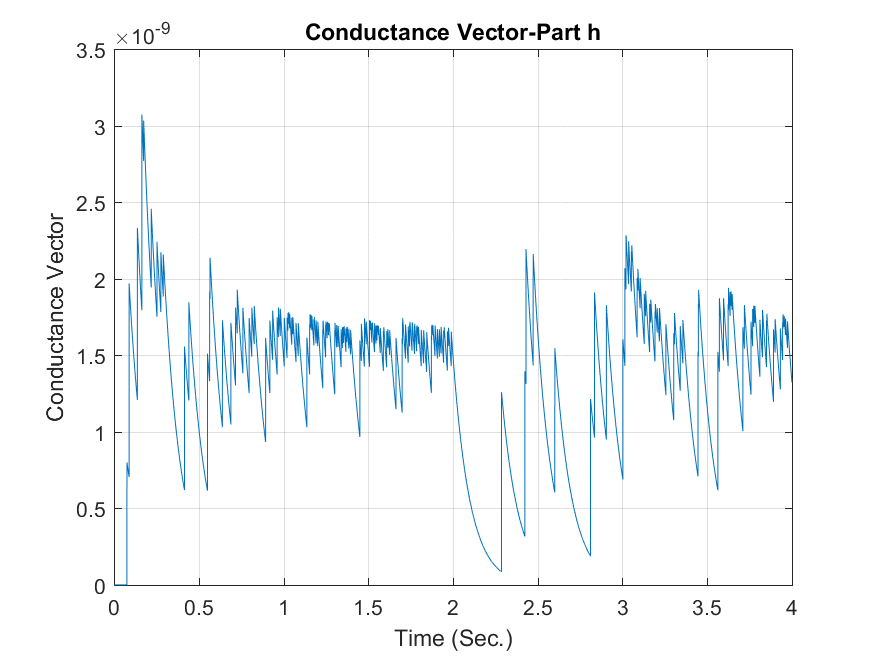 ×10-9
Conductance Vector-Part h
3.5
3
2.5
2
1.5
1
0.5
0
Conductance Vector
0 0.5 1 1.5 2 2.5 3 3.5 4
Time (Sec.)